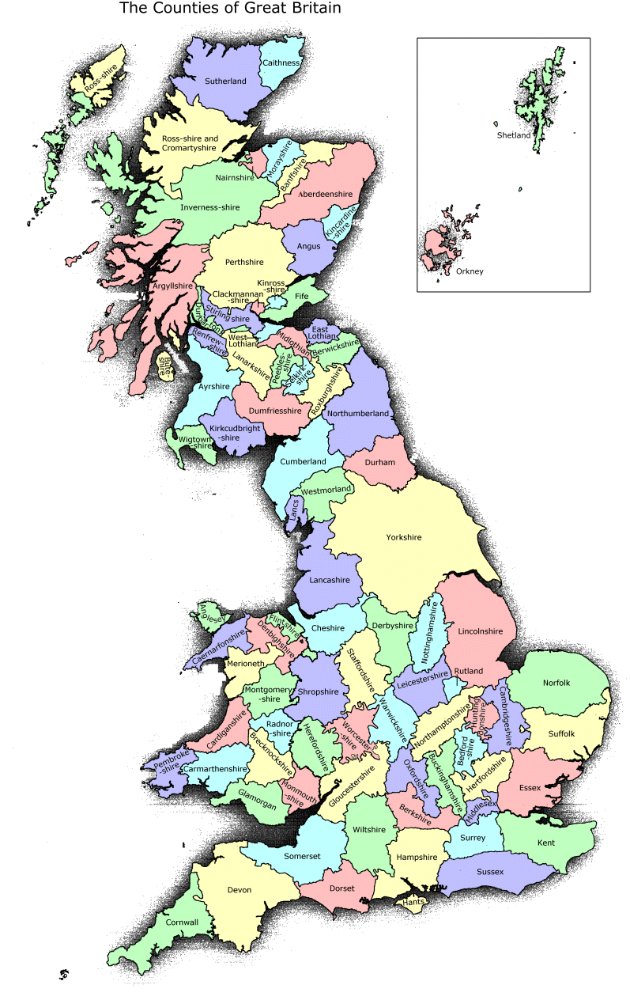 The Counties of Great Britain
Caithness
Ross-shire
Sutherland
Shetland
Ross-shire and
Cromartyshire
Morayshire
Nairnshire
Banffshire
Aberdeenshire
Inverness-shire
Kincardine
-shire
Angus
Perthshire
Orkney
Argyllshire
Kinross
-shire
Clackmannan
-shire
Fife
Stirling shire
Dunbarton
East
Lothian
West
Lothian
Midlothian
Renfrew-
shire
Berwickshire
Lanarkshire
Peebles-
shire
Bute-
shire
Selkirk
shire
Ayrshire
Roxburghshire
Dumfriesshire
Northumberland
Kirkcudbright
-shire
Wigtown
-shire
Cumberland
Durham
Westmorland
Lancs
Yorkshire
Lancashire
Anglesey
Flintshire
Denbighshire
Cheshire
Derbyshire
Nottinghamshire
Lincolnshire
Caernarfonshire
Merioneth
Staffordshire
Leicestershire
Rutland
Norfolk
Montgomery
-shire
Shropshire
Warwickshire
Northamptonshire
Hunting
donshire
Cambridgeshire
Cardiganshire
Radnor
-shire
Herefordshire
Worcester
-shire
Suffolk
Bedford
-shire
Pembroke
-shire
Carmarthenshire
Brecknockshire
Buckinghamshire
Oxfordshire
Hertfordshire
Essex
Glamorgan
Monmouth
-shire
Gloucestershire
Middlesex
Berkshire
Wiltshire
Surrey
Kent
Somerset
Hampshire
Sussex
Devon
Dorset
Hants
Cornwall